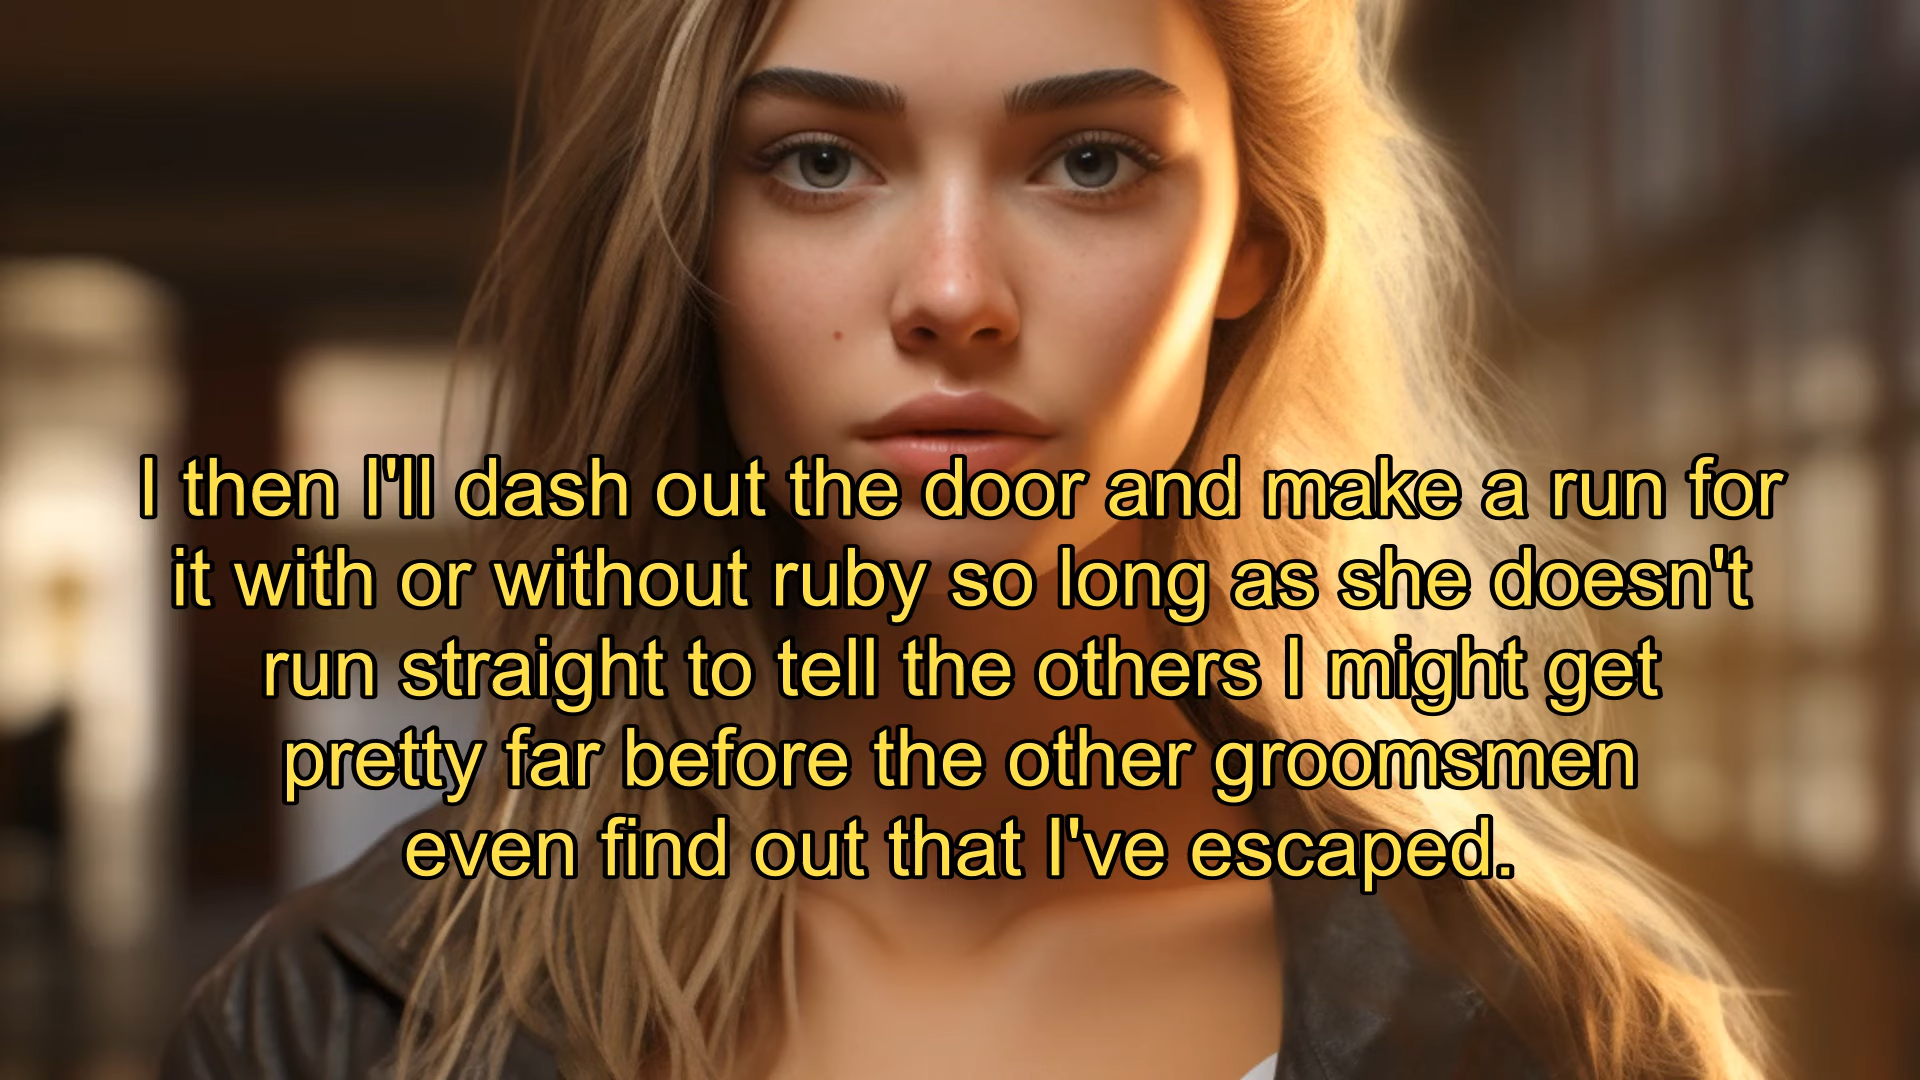 I then I'll dash out the door and make a run for
it with or without ruby so long as she doesn't
run straight to tell the others I might get
pretty far before the other groomsmen
even find out that I've escaped.